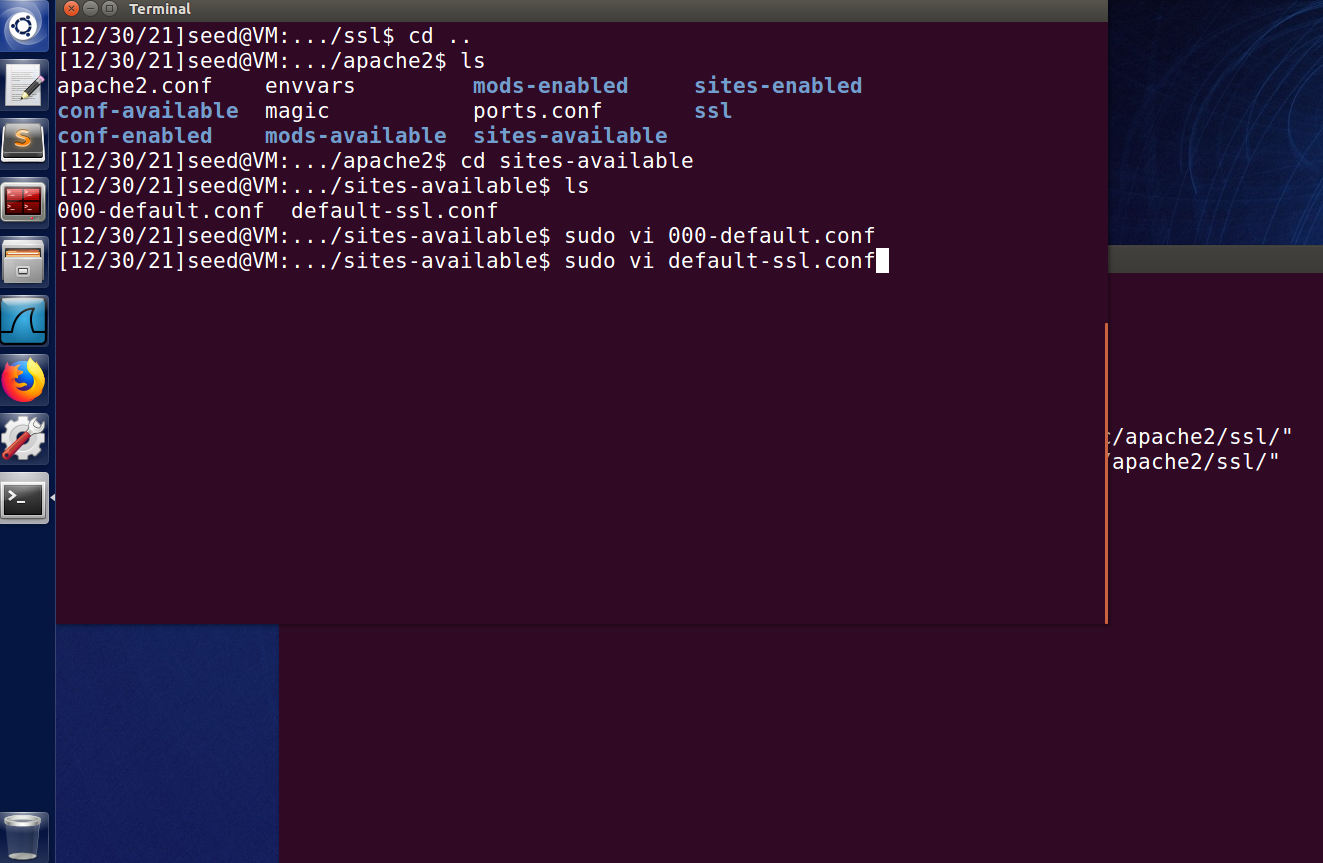 Terminal
[12/30/21]seed@VM:.../ssl$ cd ..
[12/30/21]seed@VM:.../apache2$ ls
apache2.conf    envvars         mods-enabled     sites-enabled
conf-available  magic           ports.conf       ssl
conf-enabled    mods-available  sites-available
[12/30/21]seed@VM:.../apache2$ cd sites-available
[12/30/21]seed@VM:.../sites-available$ ls
000-default.conf  default-ssl.conf
[12/30/21]seed@VM:.../sites-available$ sudo vi 000-default.conf
[12/30/21]seed@VM:.../sites-available$ sudo vi default-ssl.conf
/apache2/ssl/"
/apache2/ssl/"